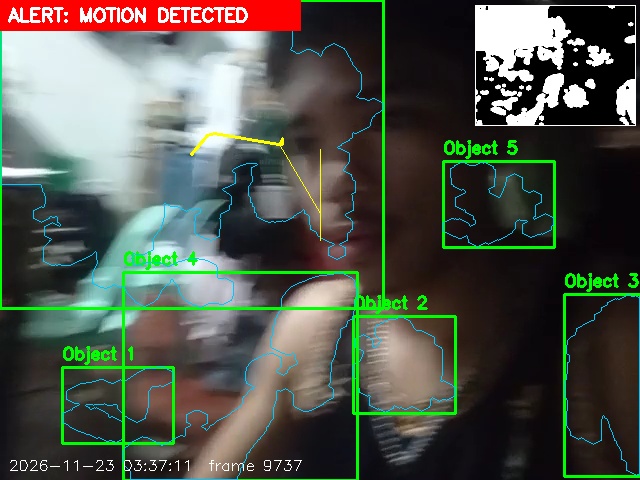 ALERT: MOTION DETECTED
Object 5
Object 4
Object 3
Object 2
Object 1
2026-11-23 03:37:11 frame 9737